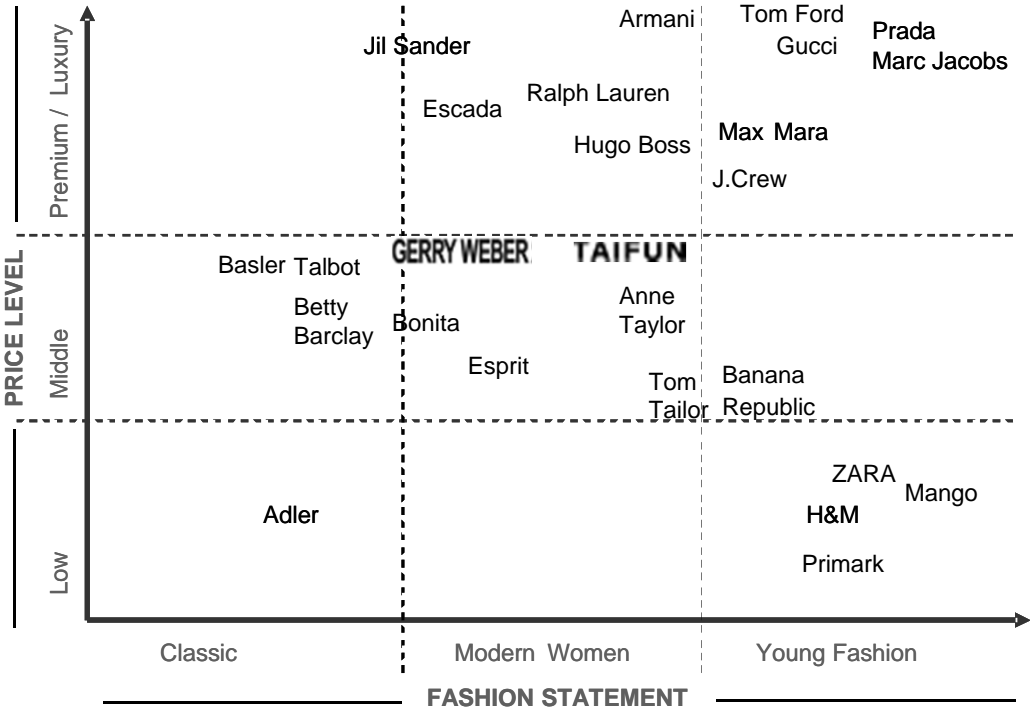 Tom Ford
Armani
Prada
Jil Sander
Gucci
Marc Jacobs
Ralph Lauren
Escada
Max Mara
Hugo Boss
J.Crew
Premium / Luxury
GERRY WEBER
TAIFUN
Basler
Talbot
Anne
Taylor
Betty
Barclay
Bonita
Esprit
Tom
Tailor
Banana
Republic
Middle
PRICE LEVEL
ZARA
Mango
Adler
H&M
Primark
Low
Classic
Modern Women
Young Fashion
FASHION STATEMENT